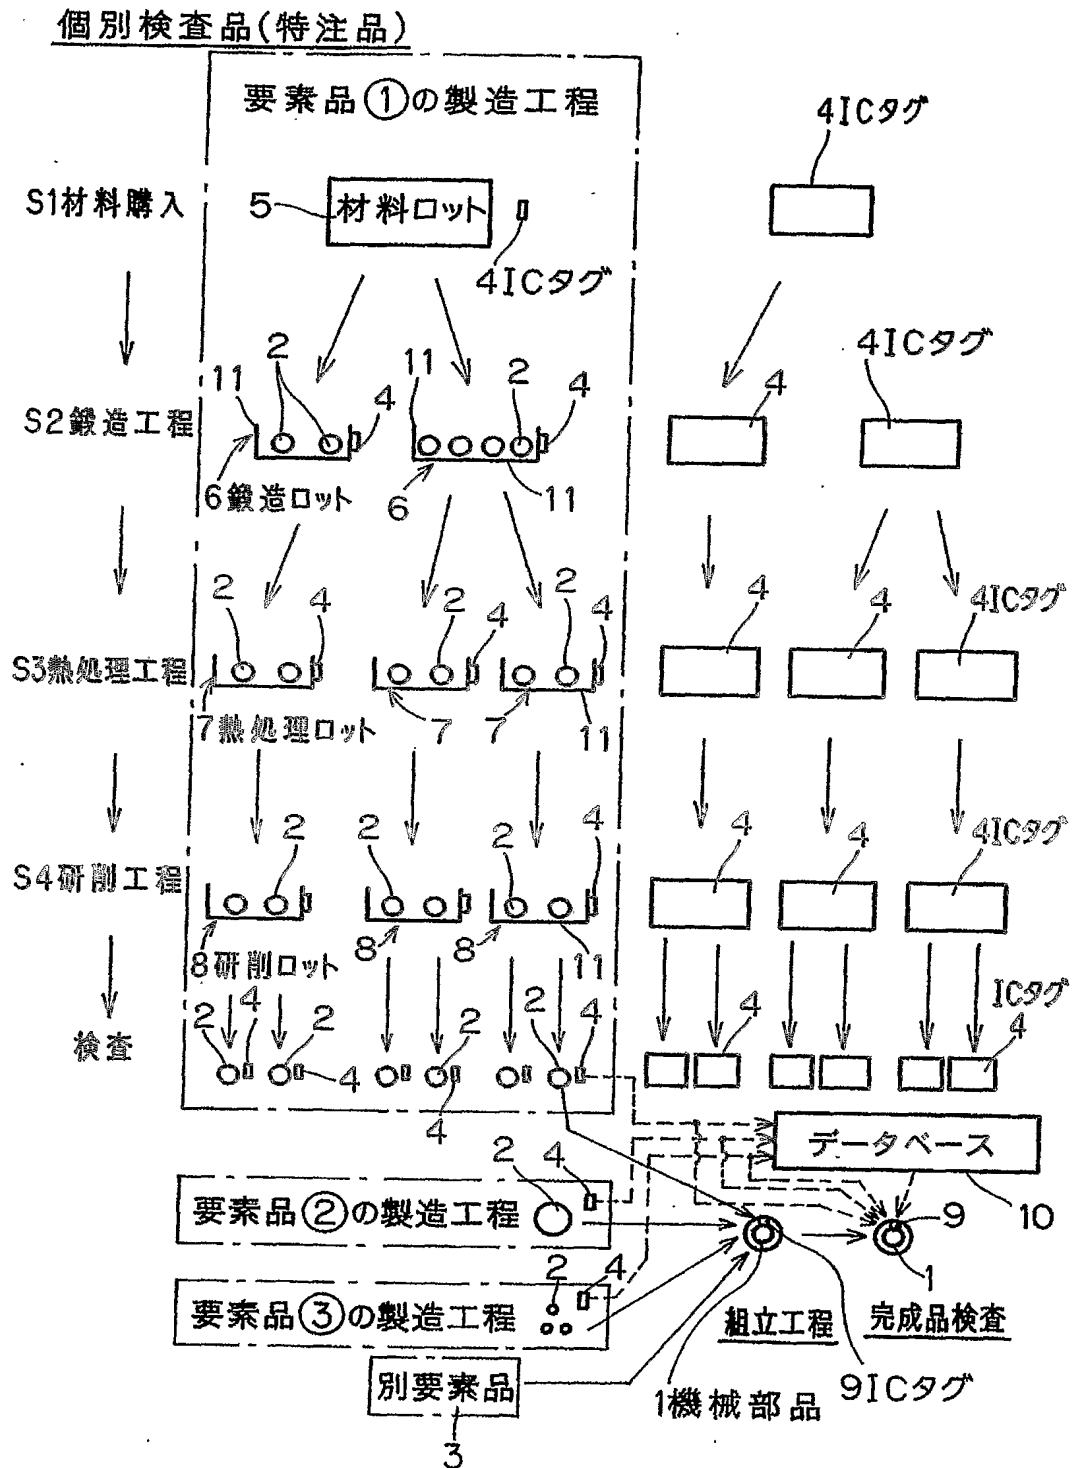 個別検査品(特注品)
要素品①の製造工程
4ICタグ
S1材料購入
5
材料ロット
4ICタグ
2
11
4
11
2
4
4
4ICタグ
S2鍛造工程
6鍛造ロット
6
11
2
4
2
4
2
4
4
4
4ICタグ
S3熱処理工程
7熱処理ロット
7
7
11
2
2
2
4
4
4
4ICタグ
S4研削工程
8研削ロット
8
8
11
ICタグ
4
検査
2
4
2
4
2
4
2
4
4
データベース
10
要素品②の製造工程
2
4
9
1
要素品③の製造工程
2
4
組立工程
完成品検査
別要素品
3
1機械部品
9ICタグ